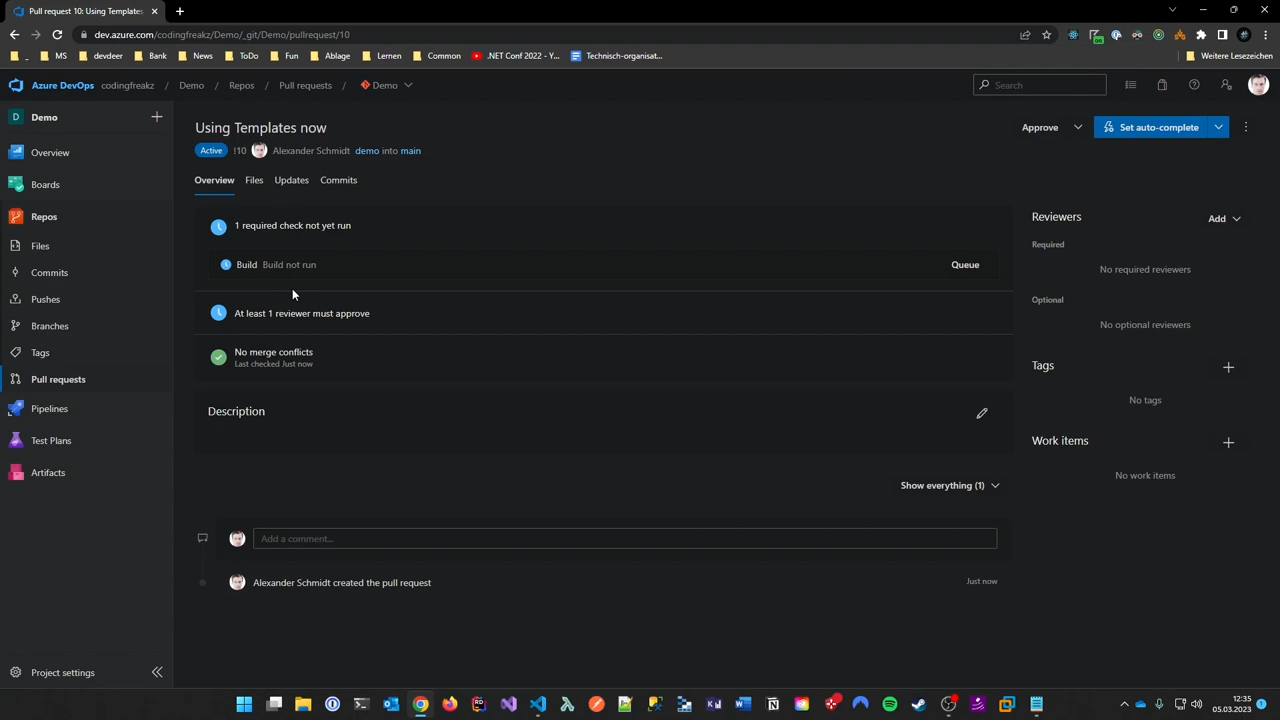 Pull request 10: Using Templates
dev.azure.com/codingfreakz/Demo/_git/Demo/pullrequest/10
MS
devdeer
Bank
News
ToDo
Fun
Ablage
Lernen
Common
.NET Conf 2022 - Y...
Technisch-organisat...
Weitere Lesezeichen
Azure DevOps
codingfreakz
/
Demo
/
Repos
/
Pull requests
/
Demo
Search
D
Demo
Overview
Boards
Repos
Files
Commits
Pushes
Branches
Tags
Pull requests
Pipelines
Test Plans
Artifacts
Project settings
Using Templates now
Active !10 Alexander Schmidt demo into main
Approve
Set auto-complete
Overview Files Updates Commits
1 required check not yet run
Build Build not run
Queue
At least 1 reviewer must approve
No merge conflicts
Last checked Just now
Description
Show everything (1)
Add a comment...
Alexander Schmidt created the pull request
Just now
Reviewers
Add
Required
No required reviewers
Optional
No optional reviewers
Tags
No tags
Work items
No work items
12:35
05.03.2023